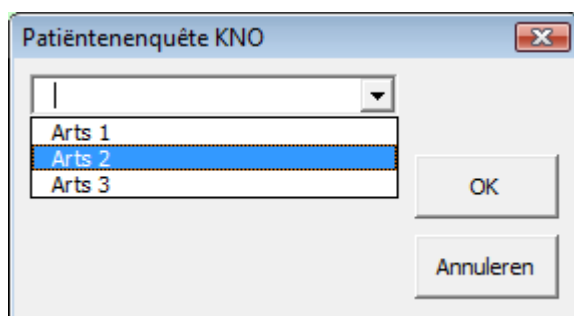 Patiëntenenquête KNO
Arts 1
Arts 2
Arts 3
OK
Annuleren